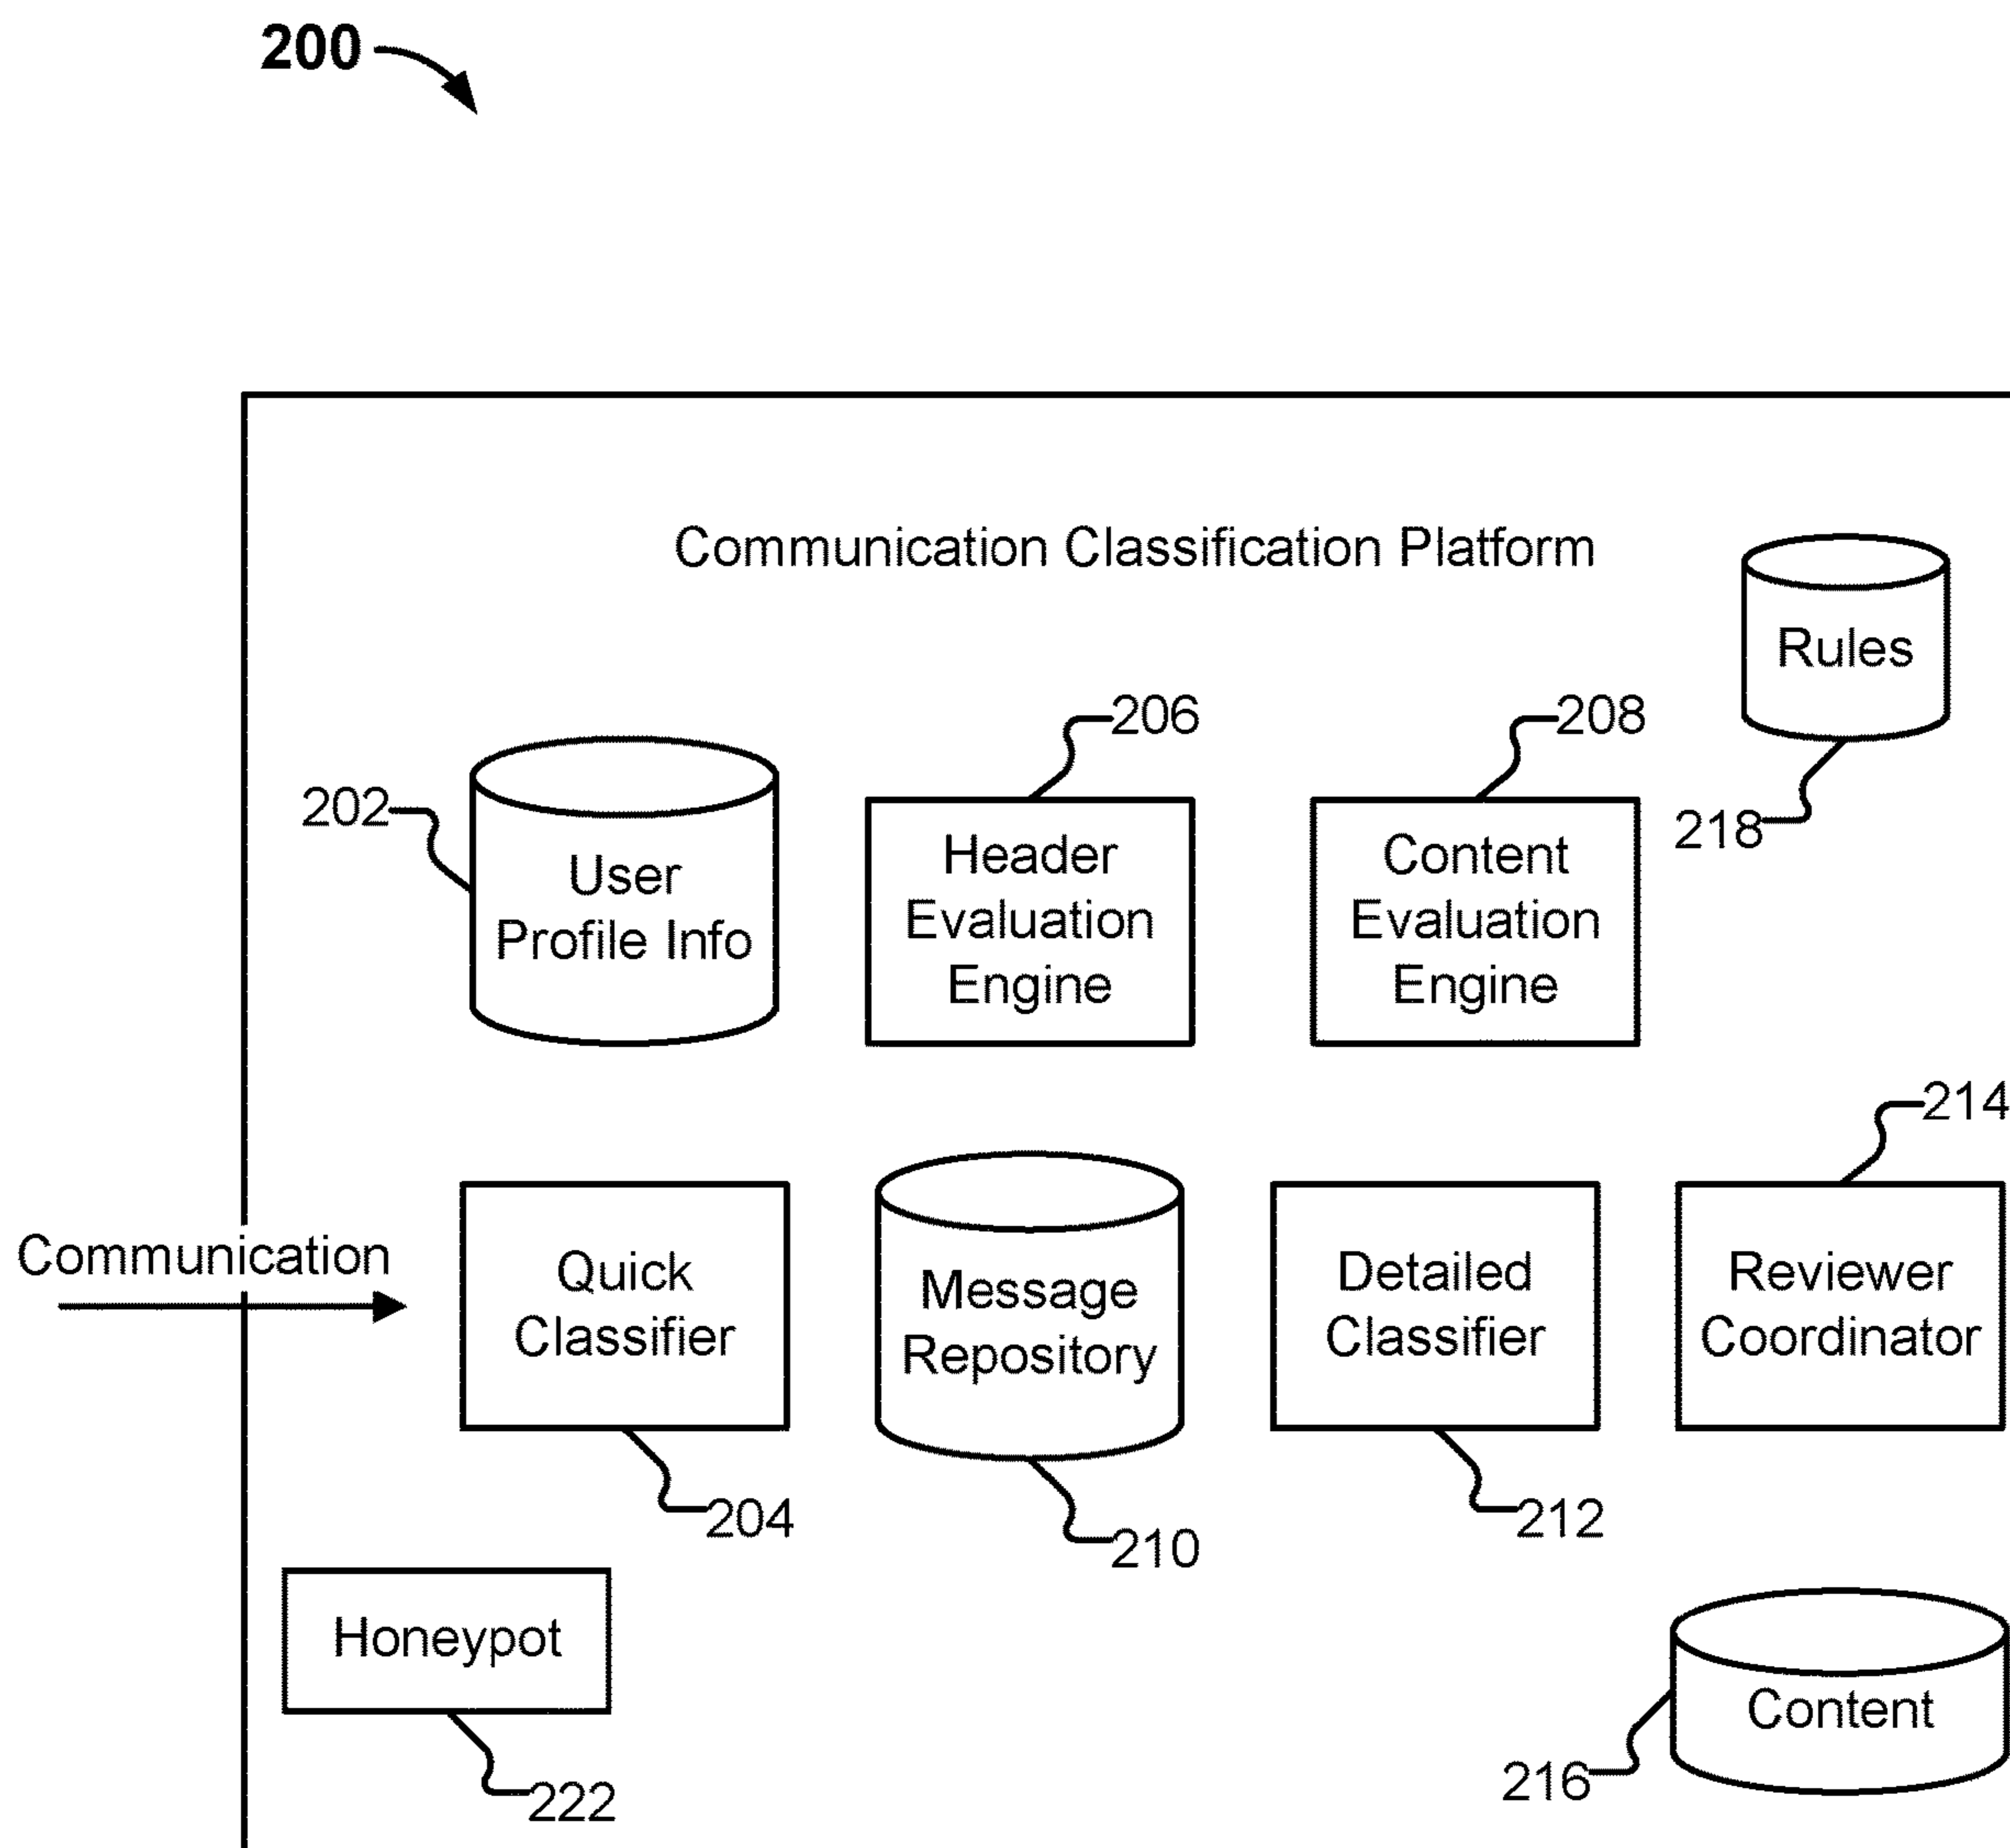 200
Communication Classification Platform
Rules
218
202
User
Profile Info
206
Header
Evaluation
Engine
208
Content
Evaluation
Engine
Communication
Quick
Classifier
204
Message
Repository
210
Detailed
Classifier
212
214
Reviewer
Coordinator
Honeypot
222
Content
216